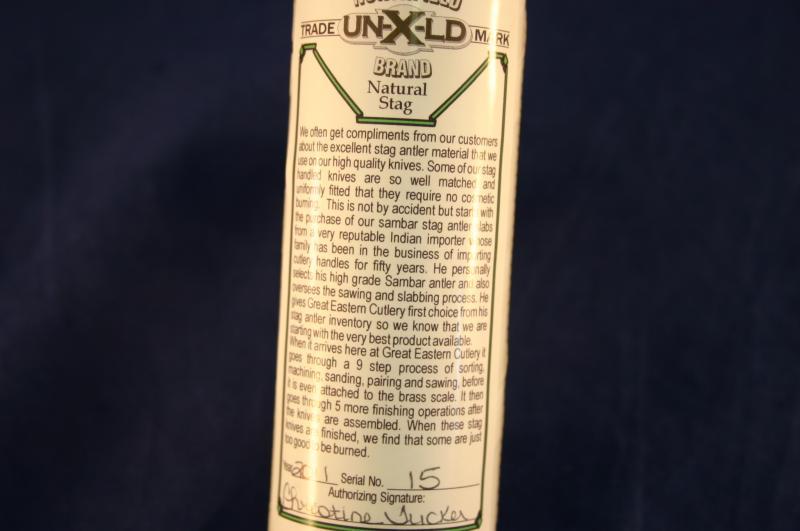 NORTHFIELD
TRADE UN-X-LD MARK
BRAND
Natural
Stag
We often get compliments from our customers
about the excellent stag antler material that we
use on our high quality knives. Some of our stag
handled knives are so well matched and
uniformly fitted that they require no cosmetic
burning. This is not by accident but starts with
the purchase of our sambar stag antler slabs
from a very reputable Indian importer whose
family has been in the business of importing
cutlery handles for fifty years. He personally
selects his high grade Sambar antler and also
oversees the sawing and slabbing process. He
gives Great Eastern Cutlery first choice from his
stag antler inventory so we know that we are
starting with the very best product available.
When it arrives here at Great Eastern Cutlery it
goes through a 9 step process of sorting,
machining, sanding, pairing and sawing, before
it is even attached to the brass scale. It then
goes through 5 more finishing operations after
the knives are assembled. When these stag
knives are finished, we find that some are just
too good to be burned.
Year 2011 Serial No. 15
Authorizing Signature:
Christine Tucker